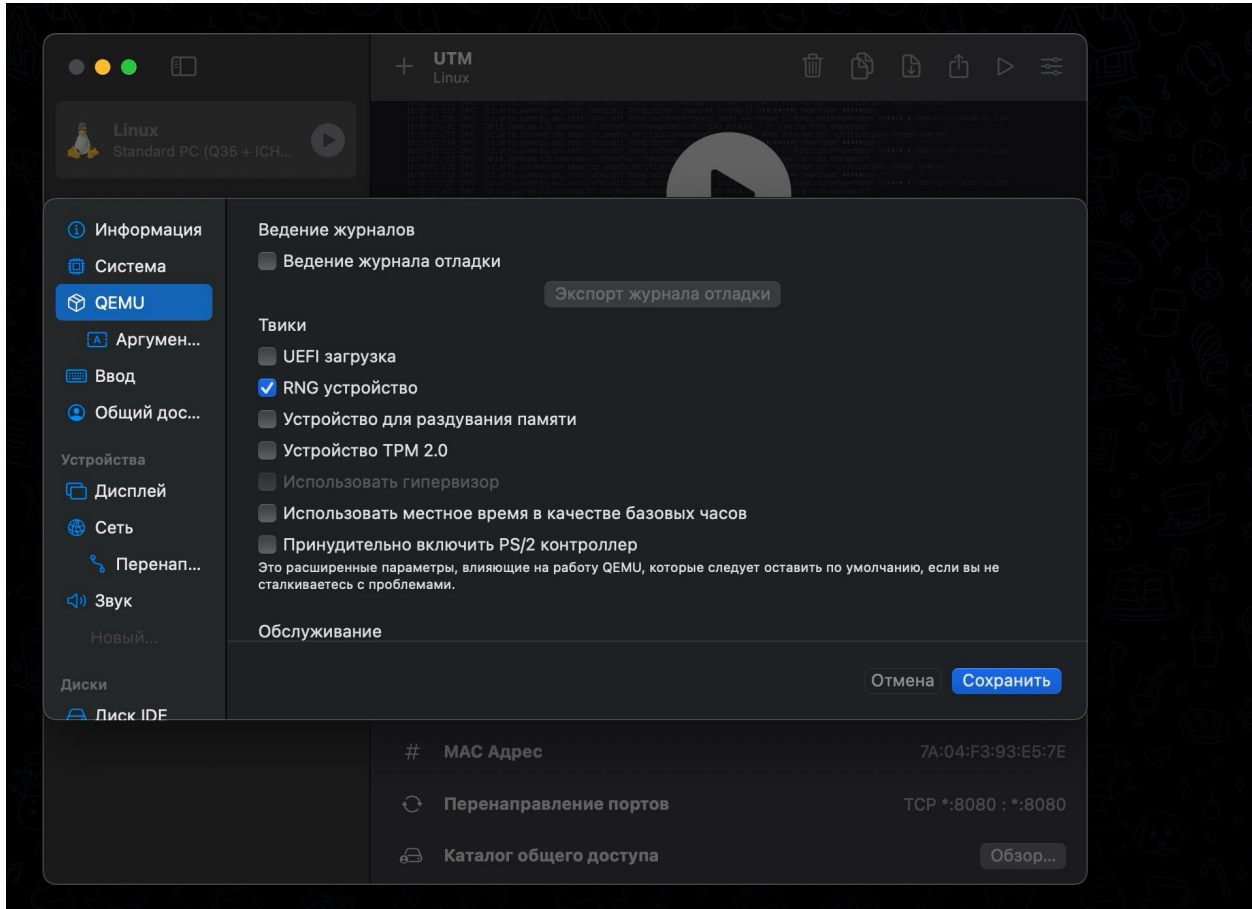 UTM
Linux
Linux
Standard PC (Q35 + ICH...
Информация
Система
QEMU
Аргумен...
Ввод
Общий дос...
Устройства
Дисплей
Сеть
Перенап...
Звук
Новый...
Диски
Диск IDE
Ведение журналов
Ведение журнала отладки
Экспорт журнала отладки
Твики
UEFI загрузка
RNG устройство
Устройство для раздувания памяти
Устройство TPM 2.0
Использовать гипервизор
Использовать местное время в качестве базовых часов
Принудительно включить PS/2 контроллер
Это расширенные параметры, влияющие на работу QEMU, которые следует оставить по умолчанию, если вы не
сталкиваетесь с проблемами.
Обслуживание
Отмена
Сохранить
# MAC Адрес 7A:04:F3:93:E5:7E
Перенаправление портов TCP *:8080 : *:8080
Каталог общего доступа Обзор...